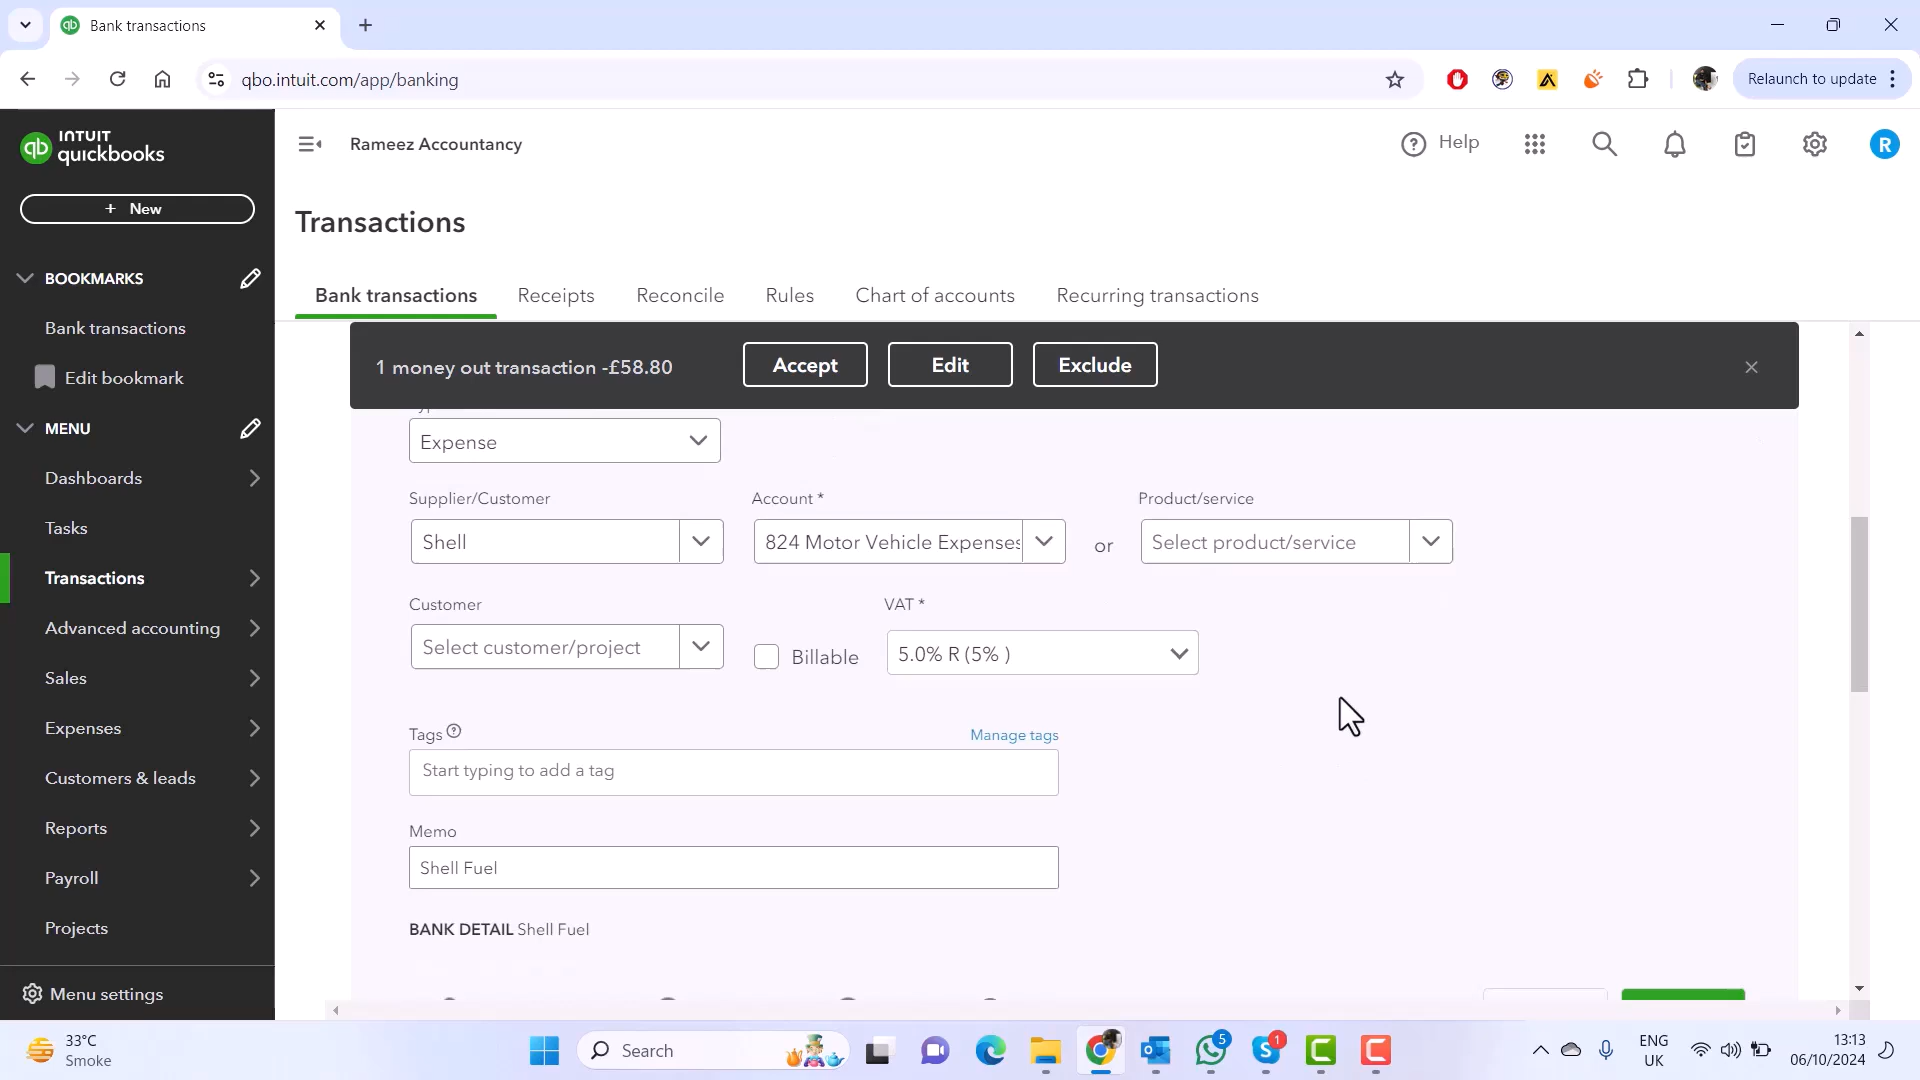 Bank transactions
qbo.intuit.com/app/banking
Relaunch to update
INTUIT
quickbooks
Rameez Accountancy
Help
R
+ New
Transactions
BOOKMARKS
Bank transactions
Edit bookmark
MENU
Dashboards
Tasks
Transactions
Advanced accounting
Sales
Expenses
Customers & leads
Reports
Payroll
Projects
Menu settings
Bank transactions Receipts Reconcile Rules Chart of accounts Recurring transactions
1 money out transaction -£58.80 Accept Edit Exclude
Expense
Supplier/Customer Account * Product/service
Shell 824 Motor Vehicle Expenses or Select product/service
Customer VAT *
Select customer/project Billable 5.0% R (5% )
Tags Manage tags
Start typing to add a tag
Memo
Shell Fuel
BANK DETAIL Shell Fuel
33°C
Smoke
Search
5
1
ENG
UK
13:13
06/10/2024